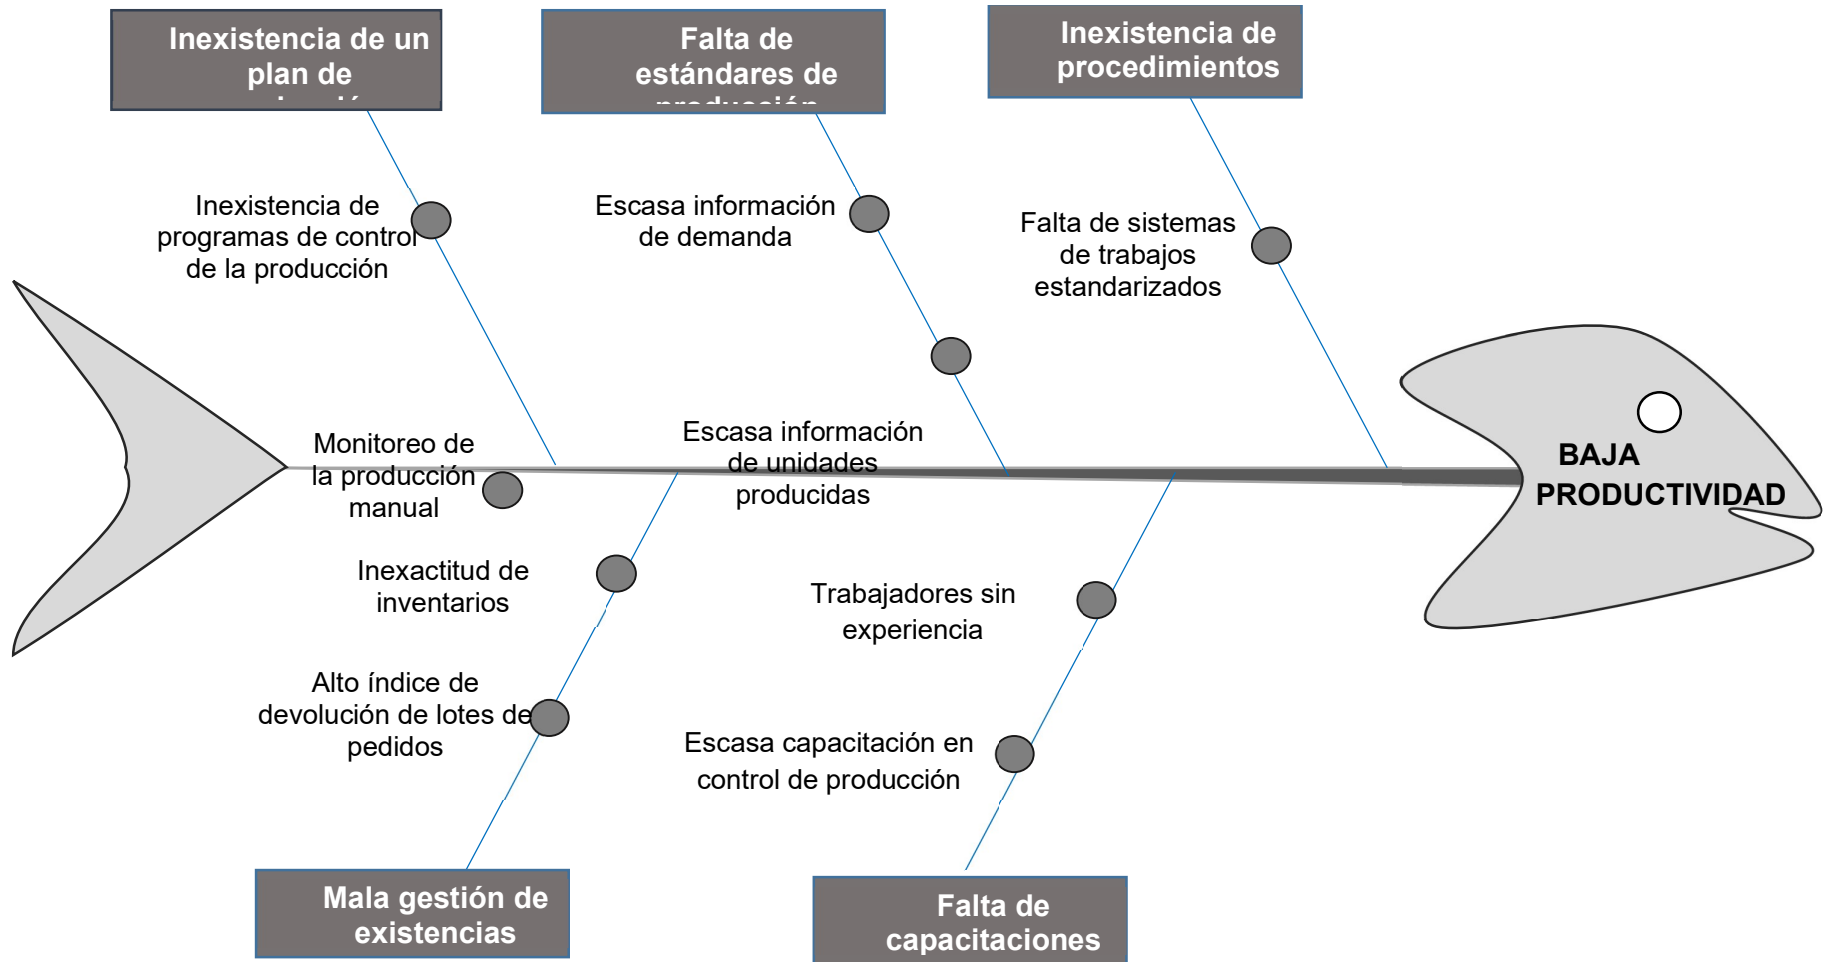 Inexistencia de un
plan de
Falta de
estándares de
producción
Inexistencia de
procedimientos
Inexistencia de
programas de control
de la producción
Escasa información
de demanda
Falta de sistemas
de trabajos
estandarizados
Monitoreo de
la producción
manual
Escasa información
de unidades
producidas
BAJA
PRODUCTIVIDAD
Inexactitud de
inventarios
Trabajadores sin
experiencia
Alto índice de
devolución de lotes de
pedidos
Escasa capacitación en
control de producción
Mala gestión de
existencias
Falta de
capacitaciones